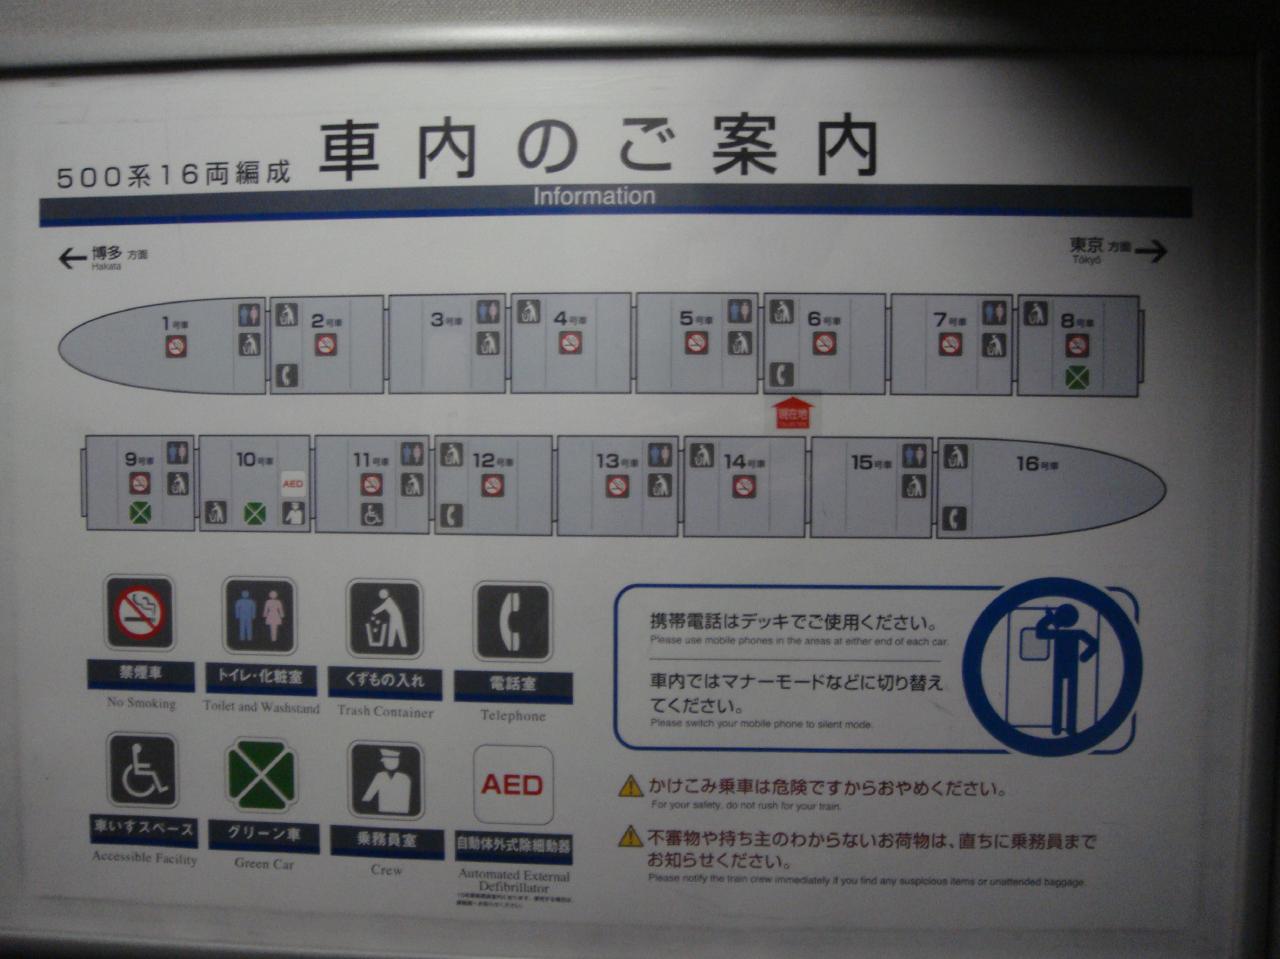 500系16両編成 車内のご案内
Information
← 博多 方面
Hakata
東京 方面 →
Tōkyō
1号車 2号車 3号車 4号車 5号車 6号車 7号車 8号車
現在地
9号車 10号車 11号車 12号車 13号車 14号車 15号車 16号車
AED
禁煙車
No Smoking
トイレ・化粧室
Toilet and Washstand
くずもの入れ
Trash Container
電話室
Telephone
車いすスペース
Accessible Facility
グリーン車
Green Car
乗務員室
Crew
AED
自動体外式除細動器
Automated External
Defibrillator
携帯電話はデッキでご使用ください。
Please use mobile phones in the areas at either end of each car.
車内ではマナーモードなどに切り替え
てください。
Please switch your mobile phone to silent mode.
かけこみ乗車は危険ですからおやめください。
For your safety, do not rush for your train.
不審物や持ち主のわからないお荷物は、直ちに乗務員まで
お知らせください。
Please notify the train crew immediately if you find any suspicious items or unattended baggage.